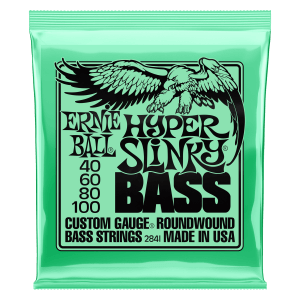 ERNIE BALL
HYPER SLINKY
BASS
40
60
80
100
CUSTOM GAUGE® ROUNDWOUND
BASS STRINGS 2841 MADE IN USA